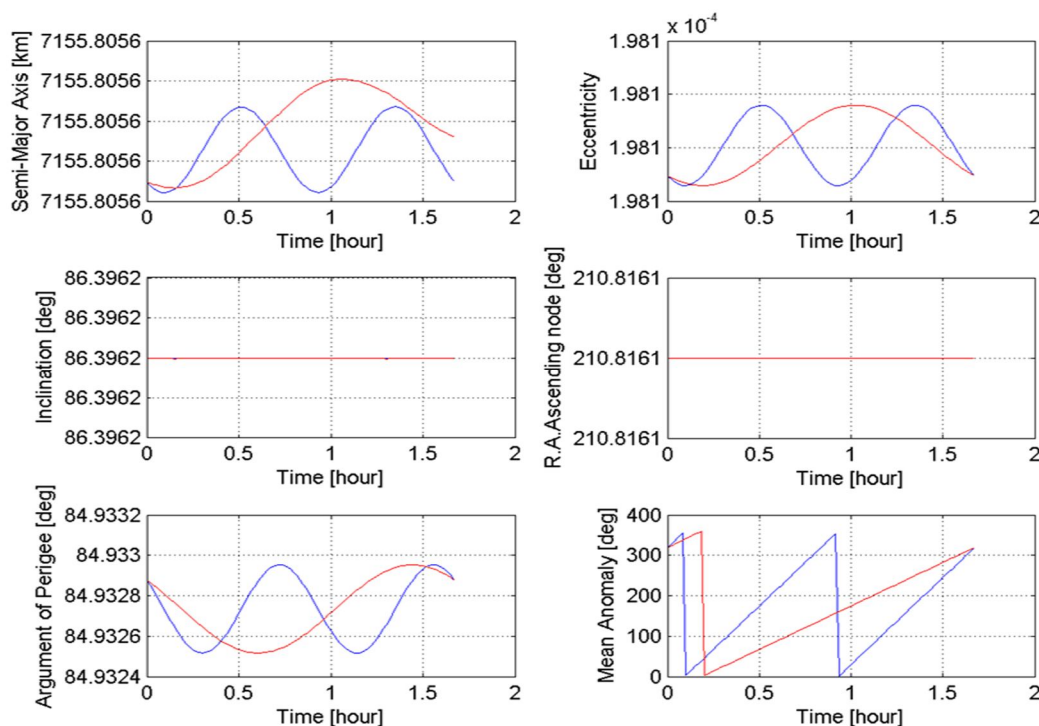 x 10-4
7155.8056
7155.8056
7155.8056
7155.8056
7155.8056
Semi-Major Axis [km]
0 0.5 1 1.5 2
Time [hour]
1.981
1.981
1.981
1.981
Eccentricity
0 0.5 1 1.5 2
Time [hour]
86.3962
86.3962
86.3962
86.3962
86.3962
Inclination [deg]
0 0.5 1 1.5 2
Time [hour]
210.8161
210.8161
210.8161
R.A.Ascending node [deg]
0 0.5 1 1.5 2
Time [hour]
84.9332
84.933
84.9328
84.9326
84.9324
Argument of Perigee [deg]
0 0.5 1 1.5 2
Time [hour]
400
300
200
100
0
Mean Anomaly [deg]
0 0.5 1 1.5 2
Time [hour]